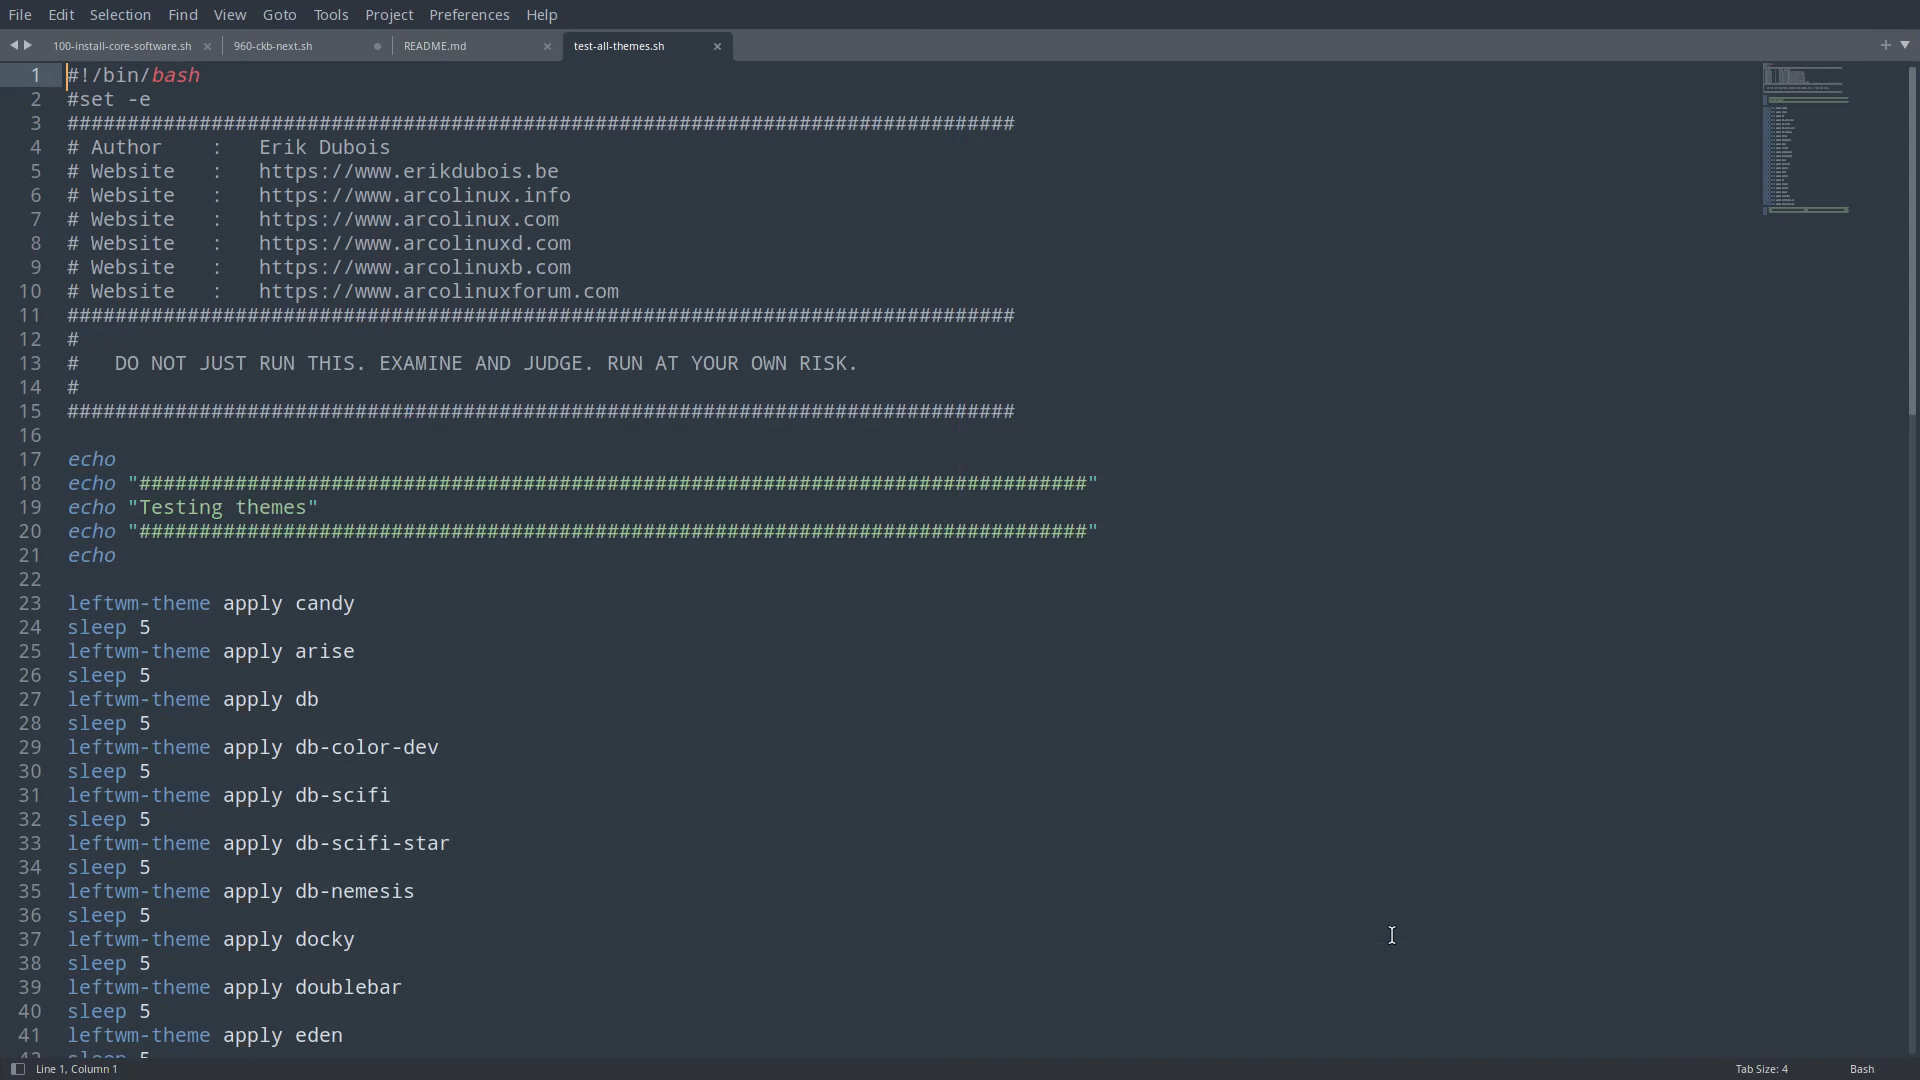 File Edit Selection Find View Goto Tools Project Preferences Help
100-install-core-software.sh × 960-ckb-next.sh README.md × test-all-themes.sh ×
1 #!/bin/bash
2 #set -e
3 ###############################################################################
4 # Author    :   Erik Dubois
5 # Website   :   https://www.erikdubois.be
6 # Website   :   https://www.arcolinux.info
7 # Website   :   https://www.arcolinux.com
8 # Website   :   https://www.arcolinuxd.com
9 # Website   :   https://www.arcolinuxb.com
10 # Website   :   https://www.arcolinuxforum.com
11 ###############################################################################
12 #
13 #   DO NOT JUST RUN THIS. EXAMINE AND JUDGE. RUN AT YOUR OWN RISK.
14 #
15 ###############################################################################
16
17 echo
18 echo "###############################################################################"
19 echo "Testing themes"
20 echo "###############################################################################"
21 echo
22
23 leftwm-theme apply candy
24 sleep 5
25 leftwm-theme apply arise
26 sleep 5
27 leftwm-theme apply db
28 sleep 5
29 leftwm-theme apply db-color-dev
30 sleep 5
31 leftwm-theme apply db-scifi
32 sleep 5
33 leftwm-theme apply db-scifi-star
34 sleep 5
35 leftwm-theme apply db-nemesis
36 sleep 5
37 leftwm-theme apply docky
38 sleep 5
39 leftwm-theme apply doublebar
40 sleep 5
41 leftwm-theme apply eden
42 sleep 5
Line 1, Column 1 Tab Size: 4 Bash